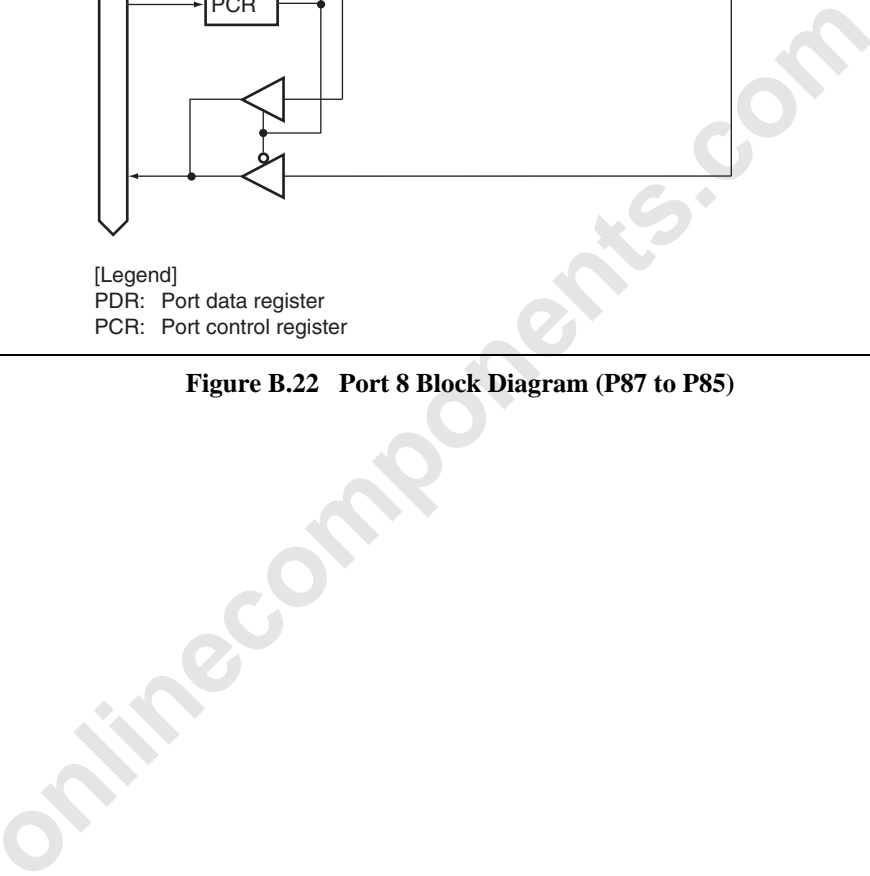 PCR
[Legend]
PDR: Port data register
PCR: Port control register
Figure B.22 Port 8 Block Diagram (P87 to P85)
onlinecomponents.com